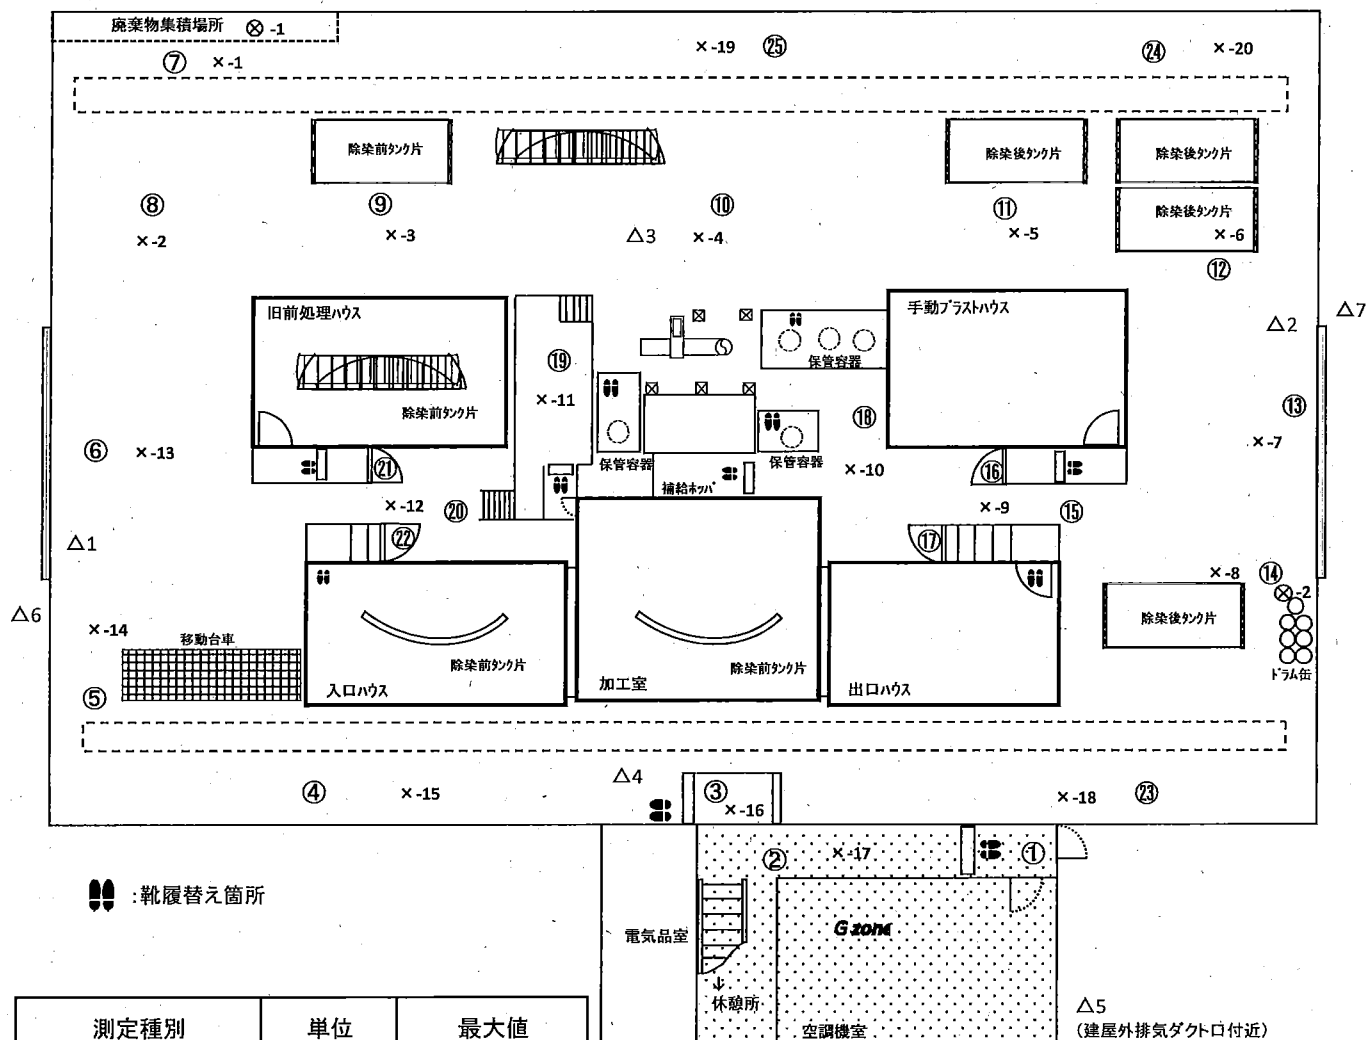 廃棄物集積場所 ⊗ -1
⑦ ×-1
×-19 ㉕
㉔ ×-20
除染前タンク片
除染後タンク片
除染後タンク片
除染後タンク片
×-6
⑧
×-2
⑨
×-3
⑩
△3 ×-4
⑪
×-5
⑫
旧前処理ハウス
除染前タンク片
⑲
×-11
保管容器
手動ブラストハウス
△2
△7
⑬
×-7
⑥ ×-13
㉑
保管容器
保管容器
補給ホッパ
⑱
×-10
⑯
×-12 ⑳
㉒
×-9 ⑮
⑰
△1
△6
×-14
移動台車
⑤
除染前タンク片
入口ハウス
除染前タンク片
加工室
出口ハウス
×-8 ⑭
⊗-2
除染後タンク片
ドラム缶
④ ×-15
△4
③
×-16
×-18 ㉓
② ×-17
①
:靴履替え箇所
電気品室
G zone
休憩所
空調機室
△5
(建屋外排気ダクト口付近)
測定種別 単位 最大値